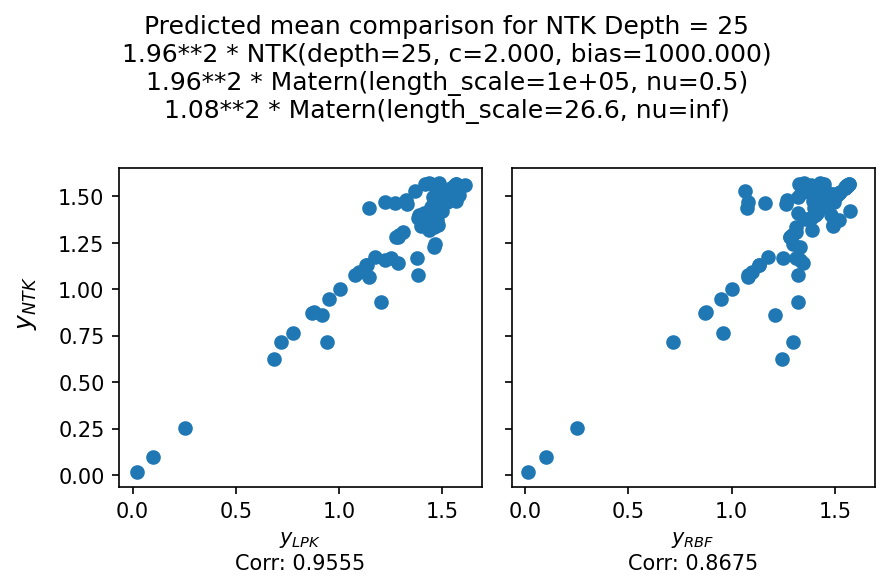 Predicted mean comparison for NTK Depth = 25
1.96**2 * NTK(depth=25, c=2.000, bias=1000.000)
1.96**2 * Matern(length_scale=1e+05, nu=0.5)
1.08**2 * Matern(length_scale=26.6, nu=inf)
y_NTK
1.50
1.25
1.00
0.75
0.50
0.25
0.00
0.0 0.5 1.0 1.5
0.0 0.5 1.0 1.5
y_LPK
y_RBF
Corr: 0.9555
Corr: 0.8675